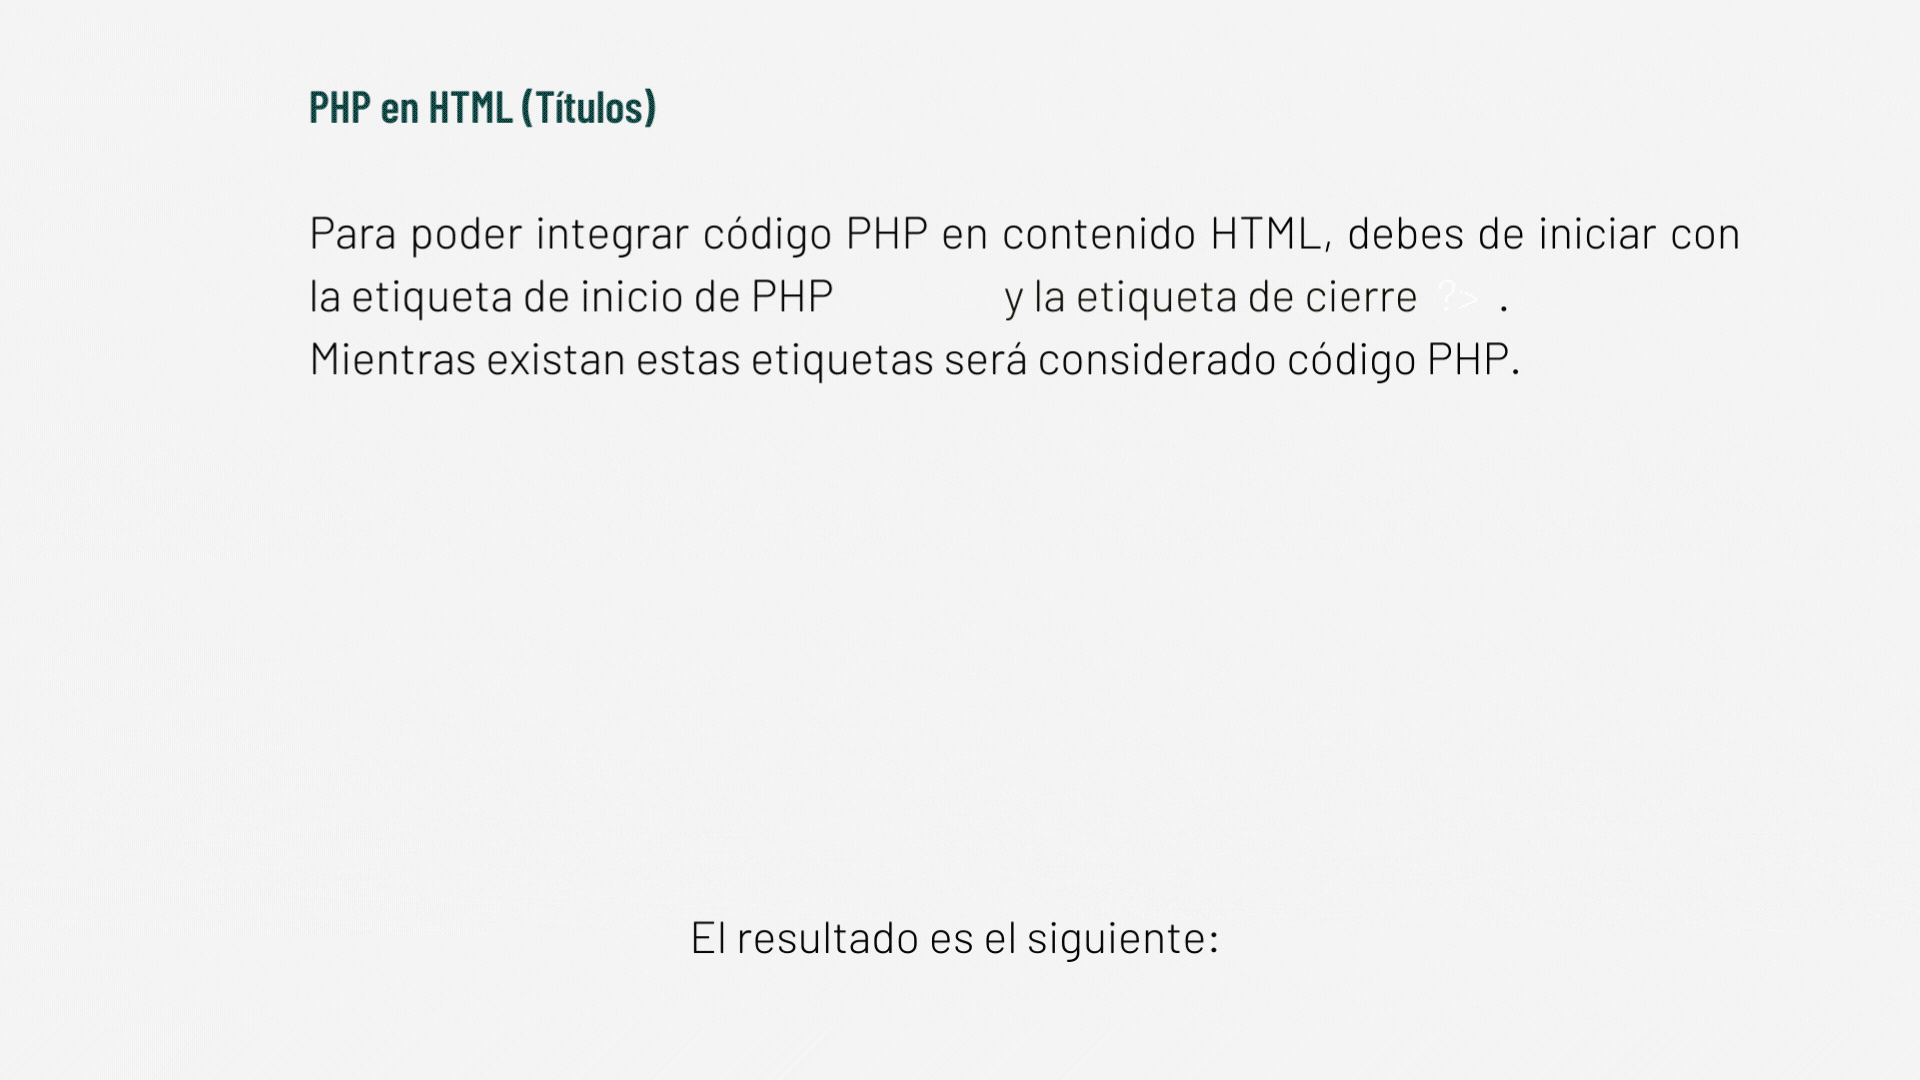 PHP en HTML (Títulos)
Para poder integrar código PHP en contenido HTML, debes de iniciar con
la etiqueta de inicio de PHP y la etiqueta de cierre ?> .
Mientras existan estas etiquetas será considerado código PHP.
El resultado es el siguiente: